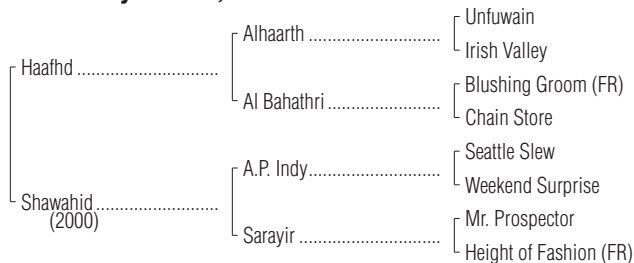 Unfuwain
Alhaarth ................................
Irish Valley
Haafhd ..................................
Blushing Groom (FR)
Al Bahathri ............................
Chain Store
Seattle Slew
A.P. Indy................................
Weekend Surprise
Shawahid.............................
(2000)
Mr. Prospector
Sarayir ..................................
Height of Fashion (FR)